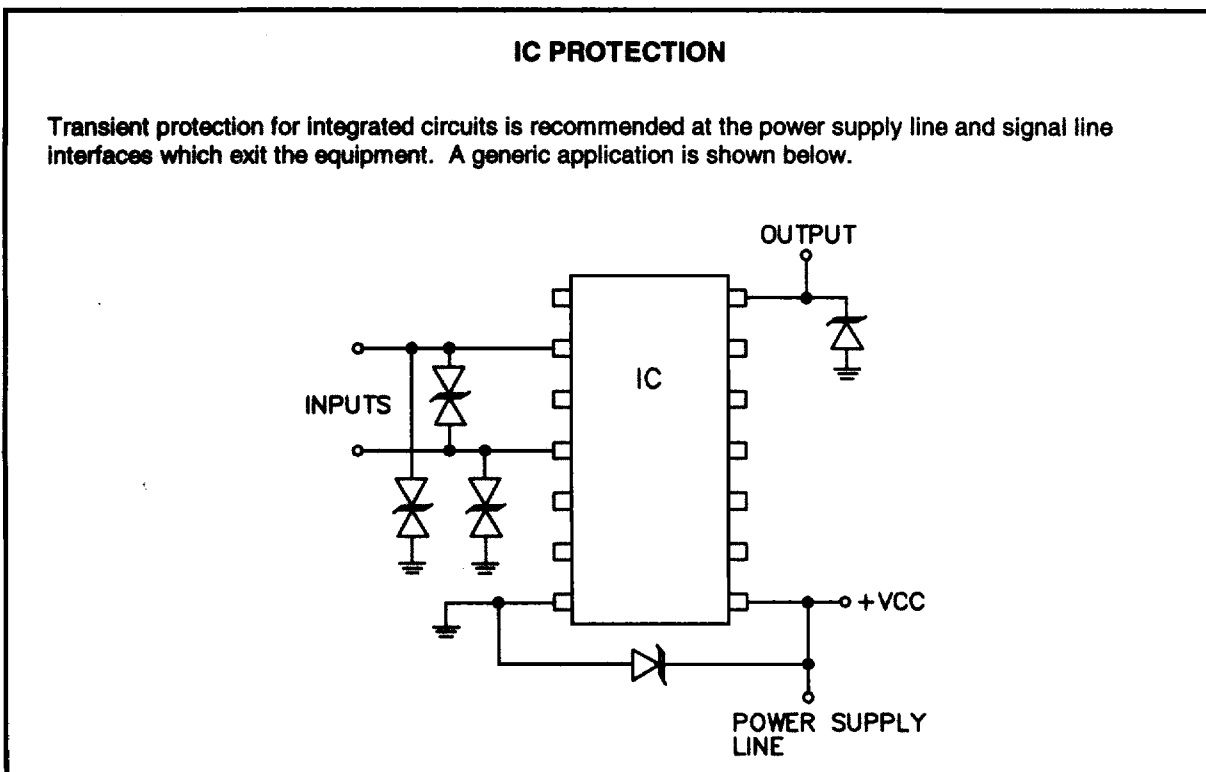 IC PROTECTION
Transient protection for integrated circuits is recommended at the power supply line and signal line
interfaces which exit the equipment. A generic application is shown below.
OUTPUT
IC
INPUTS
+VCC
POWER SUPPLY
LINE